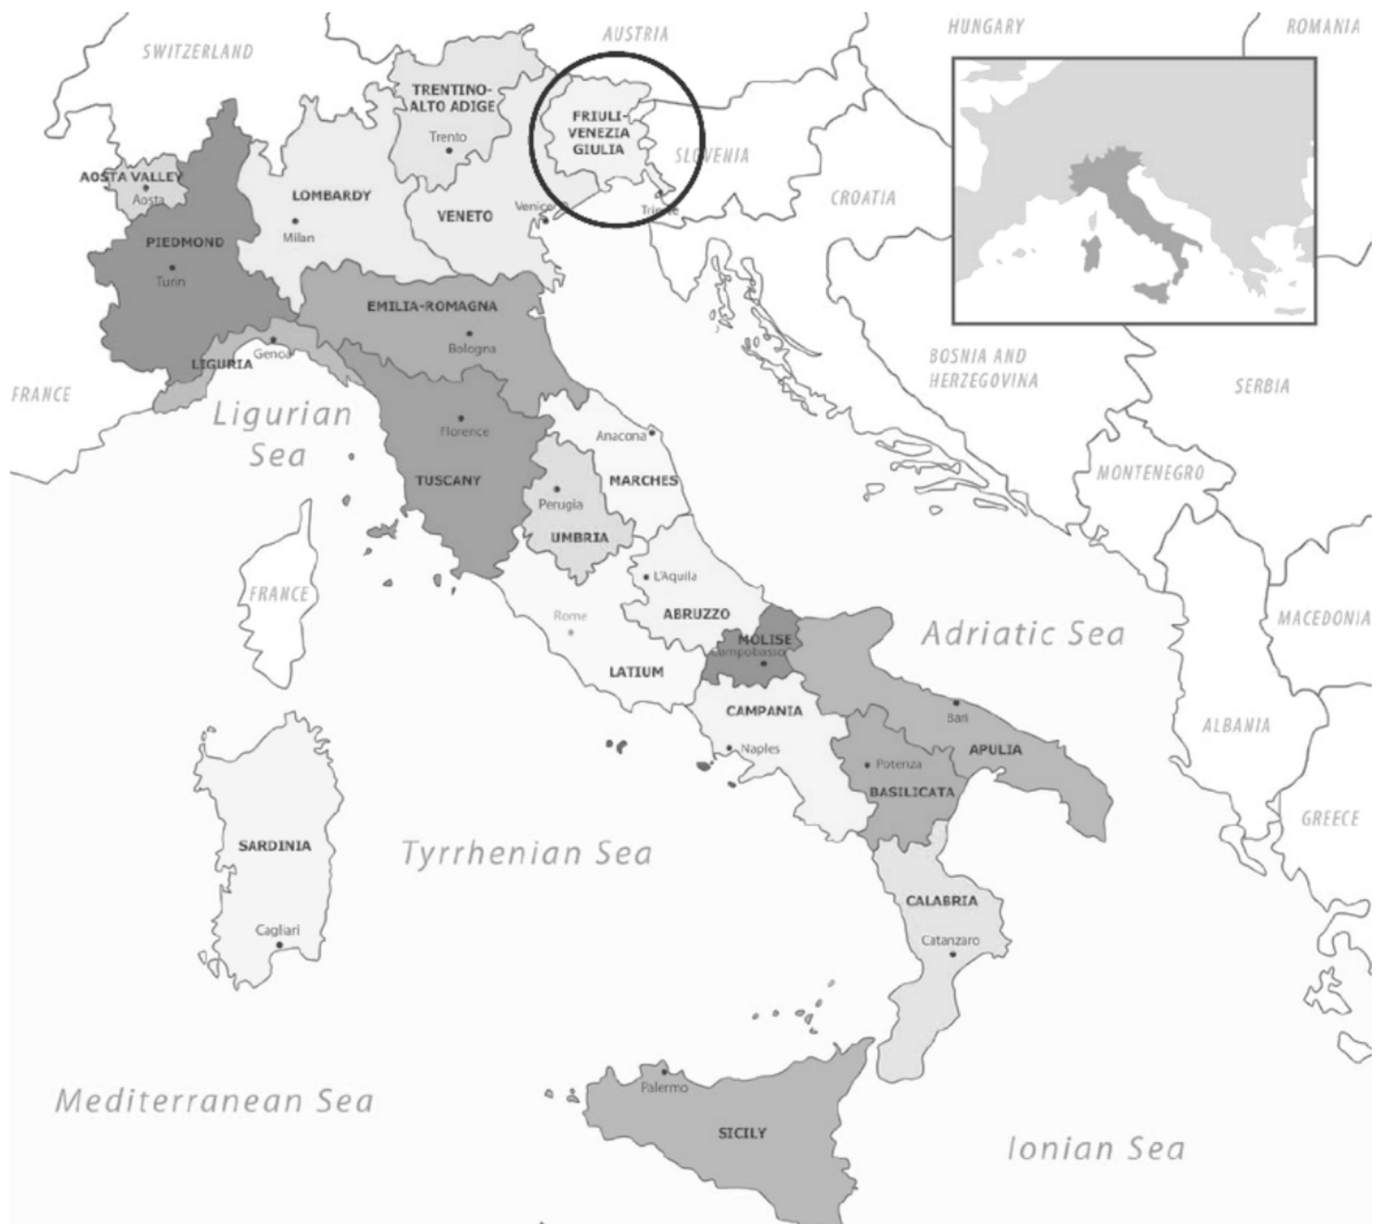 SWITZERLAND
AUSTRIA
HUNGARY
ROMANIA
TRENTINO-
ALTO ADIGE
Trento
FRIULI-
VENEZIA
GIULIA
SLOVENIA
CROATIA
AOSTA VALLEY
Aosta
LOMBARDY
Milan
VENETO
Venice
Trieste
PIEDMOND
Turin
EMILIA-ROMAGNA
Bologna
LIGURIA
Genoa
FRANCE
Ligurian
Sea
Florence
TUSCANY
Anacona
MARCHES
Perugia
UMBRIA
BOSNIA AND
HERZEGOVINA
SERBIA
MONTENEGRO
FRANCE
Rome
LATIUM
L'Aquila
ABRUZZO
MOLISE
Campobasso
Adriatic Sea
MACEDONIA
CAMPANIA
Naples
Bari
APULIA
Potenza
BASILICATA
ALBANIA
GREECE
SARDINIA
Cagliari
Tyrrhenian Sea
CALABRIA
Catanzaro
Mediterranean Sea
Palermo
SICILY
Ionian Sea